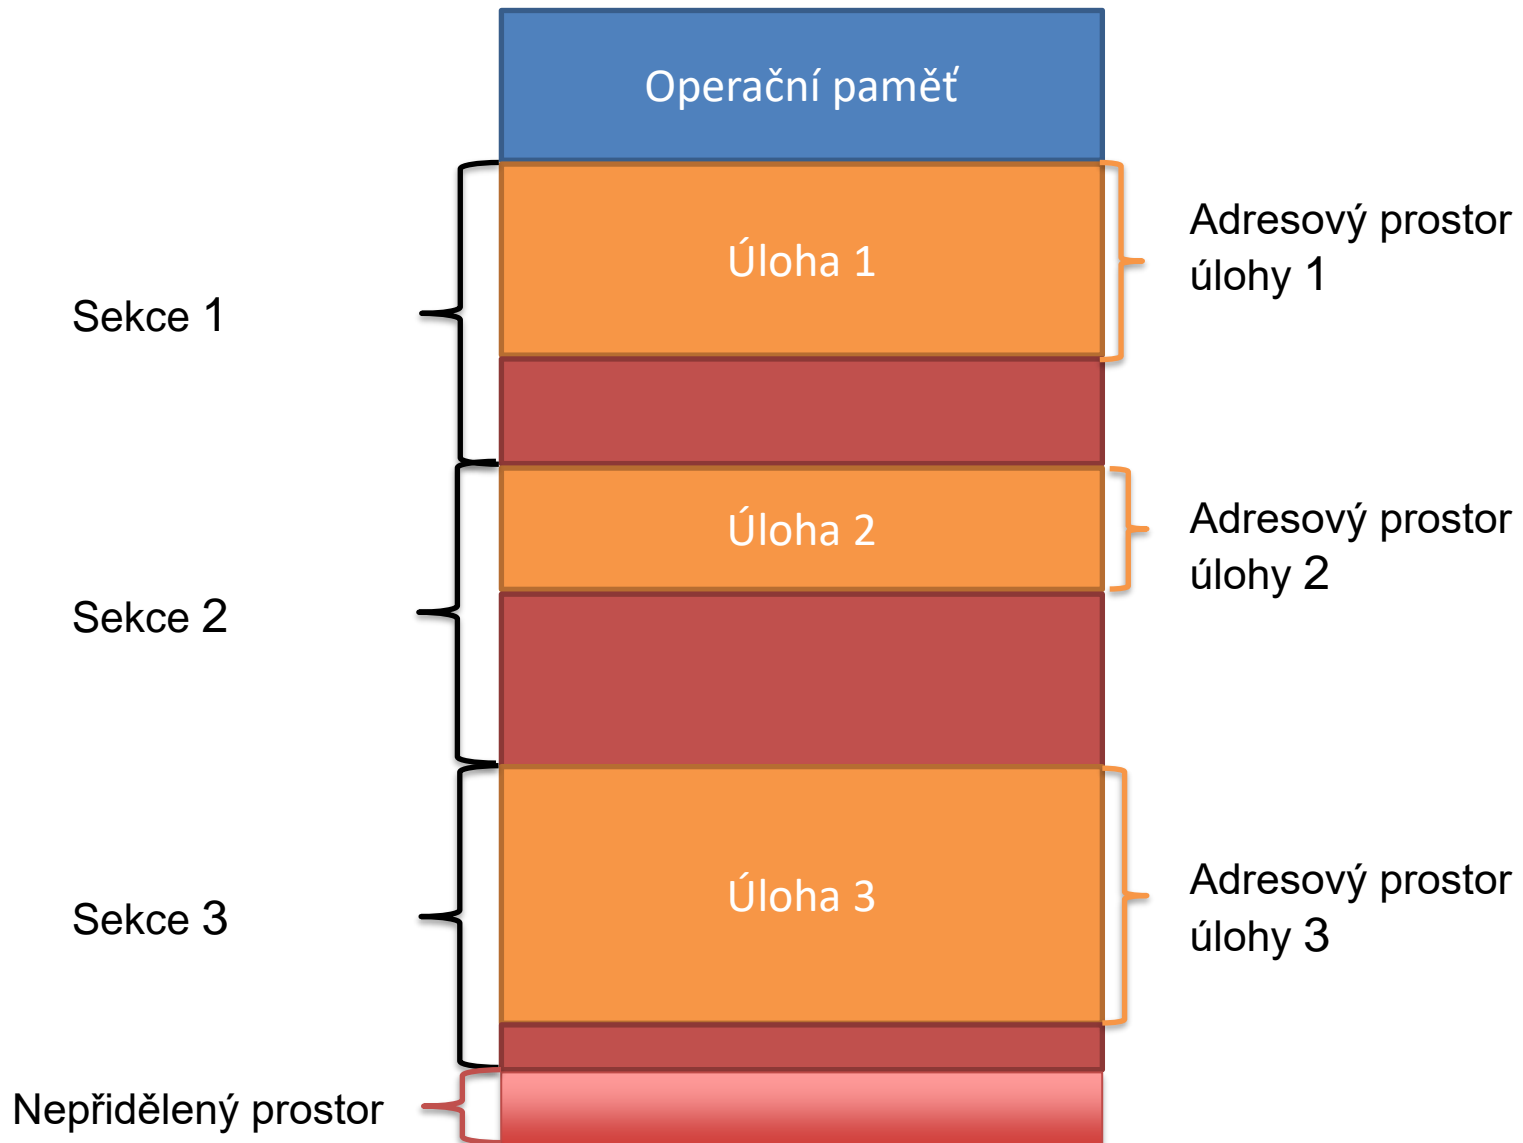 Operační paměť
Úloha 1
Adresový prostor
úlohy 1
Sekce 1
Úloha 2
Adresový prostor
úlohy 2
Sekce 2
Úloha 3
Adresový prostor
úlohy 3
Sekce 3
Nepřidělený prostor